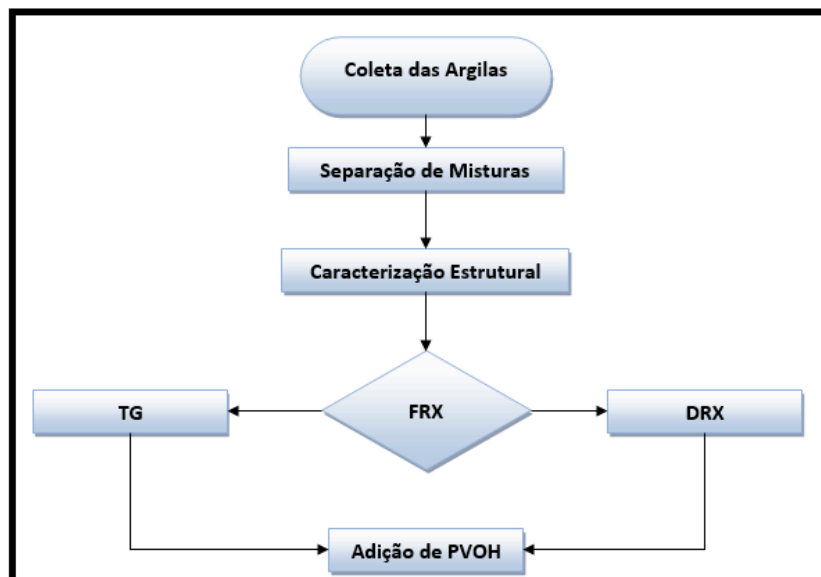 Coleta das Argilas
Separação de Misturas
Caracterização Estrutural
TG
FRX
DRX
Adição de PVOH